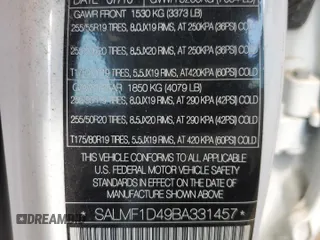 GAWR FRONT 1530 KG (3373 LB)
255/55R19 TIRES, 8.0JX19 RIMS, AT 250KPA (36PSI) COLD
8.5JX20 RIMS, AT 250KPA (36PSI) COLD
TIRES, 5.5JX19 RIMS, AT420KPA (60PSI) COLD
1850 KG (4079 LB)
TIRES, 8.0JX19 RIMS, AT 290 KPA (42PSI) COLD
255/50R20 TIRES, 8.5JX20 RIMS, AT 290 KPA (42PSI) COLD
T175/80R19 TIRES, 5.5JX19 RIMS, AT 420 KPA (60PSI) COLD
THIS VEHICLE CONFORMS TO ALL APPLICABLE
U.S. FEDERAL MOTOR VEHICLE SAFETY
STANDARDS IN EFFECT ON THE DATE OF
MANUFACTURE SHOWN ABOVE
*SALMF1D49BA331457*